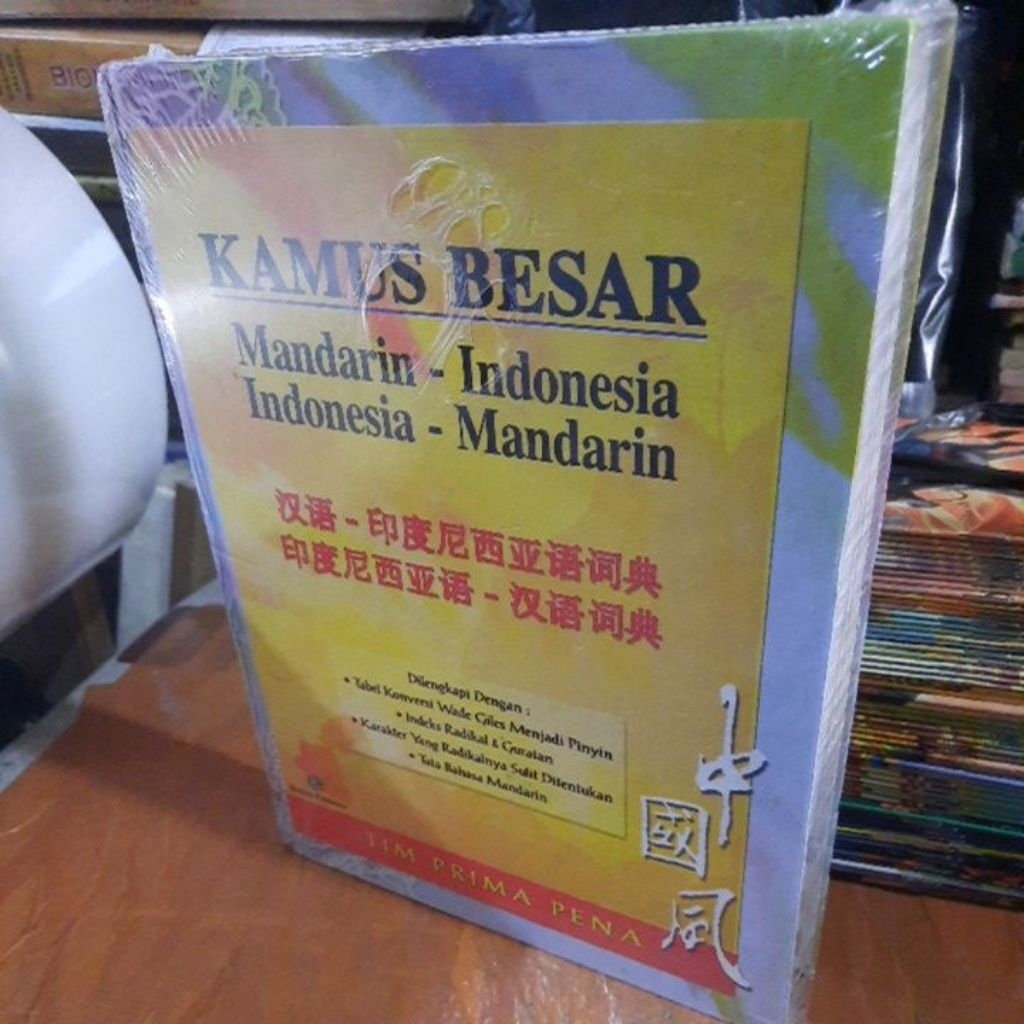 BIO
KAMUS BESAR
Mandarin - Indonesia
Indonesia - Mandarin
汉语 - 印度尼西亚语词典
印度尼西亚语 - 汉语词典
Dilengkapi Dengan :
• Tabel Konversi Wade Giles Menjadi Pinyin
• Indeks Radikal & Guratan
• Karakter Yang Radikalnya Sulit Ditentukan
• Tata Bahasa Mandarin
TIM PRIMA PENA
中
國
风